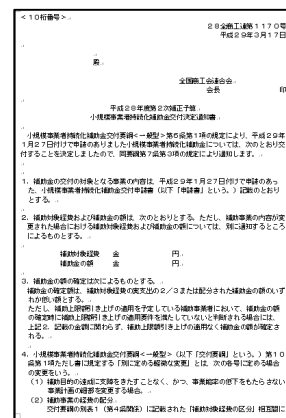 ＜１０桁番号＞
２８全商工連第１１７０号
平成２９年３月１７日
殿
全国商工会連合会
会長　　印
平成２８年度第２次補正予算
小規模事業者持続化補助金交付決定通知書
小規模事業者持続化補助金交付要綱＜一般型＞第６条第１項の規定により、平成２９年
１月２７日付けで申請のありました小規模事業者持続化補助金については、次のとおり交
付することを決定しましたので、同要綱第７条第３項の規定により通知します。
１．補助金の交付の対象となる事業の内容は、平成２９年１月２７日付けで申請のあっ
た、小規模事業者持続化補助金交付申請書（以下「申請書」という。）記載のとおり
とする。
２．補助対象経費および補助金の額は、次のとおりとする。ただし、補助事業の内容が変
更された場合における補助対象経費および補助金の額については、別に通知するところ
によるものとする。
補助対象経費　金　　円
補助金の額　金　　円
３．補助金の額の確定は次によるものとする。
補助金の確定額は、補助対象経費の実支出の２／３または配分された補助金の額のいず
れか低い額とする。
ただし、補助上限額引き上げの適用を予定している補助事業者において、補助金の額
の確定時に補助上限額引き上げの適用要件を満たしていないと判断される場合には、
上記２．記載の金額に関わらず、補助上限額引き上げの適用なく補助金の額が確定さ
れる。
４．小規模事業者持続化補助金交付要綱＜一般型＞（以下「交付要綱」という。）第１０
条第１項ただし書に規定する「別に定める軽微な変更」とは、次の各号に定める場合
の変更をいう。
（１）補助目的の達成に支障をきたすことなく、かつ、事業能率の低下をもたらさない
事業計画の細部を変更する場合。
（２）補助事業の経費の配分
交付要綱の別表１（第４条関係）に記載された「補助対象経費の区分」相互間に